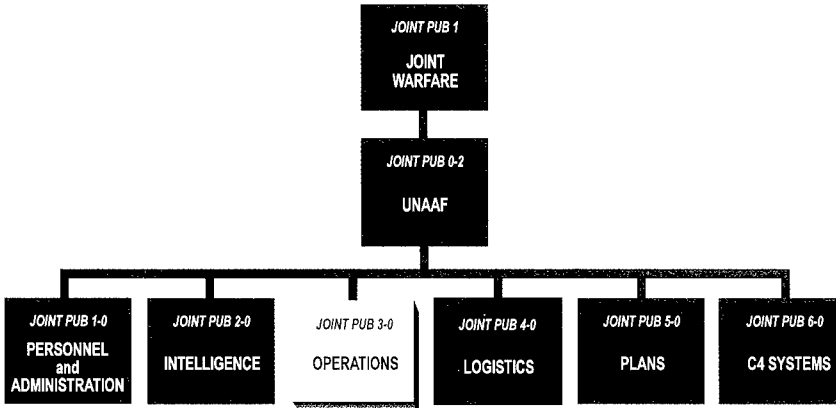 JOINT PUB 1
JOINT
WARFARE
JOINT PUB 0-2
UNAAF
JOINT PUB 1-0
PERSONNEL
and
ADMINISTRATION
JOINT PUB 2-0
INTELLIGENCE
JOINT PUB 3-0
OPERATIONS
JOINT PUB 4-0
LOGISTICS
JOINT PUB 5-0
PLANS
JOINT PUB 6-0
C4 SYSTEMS